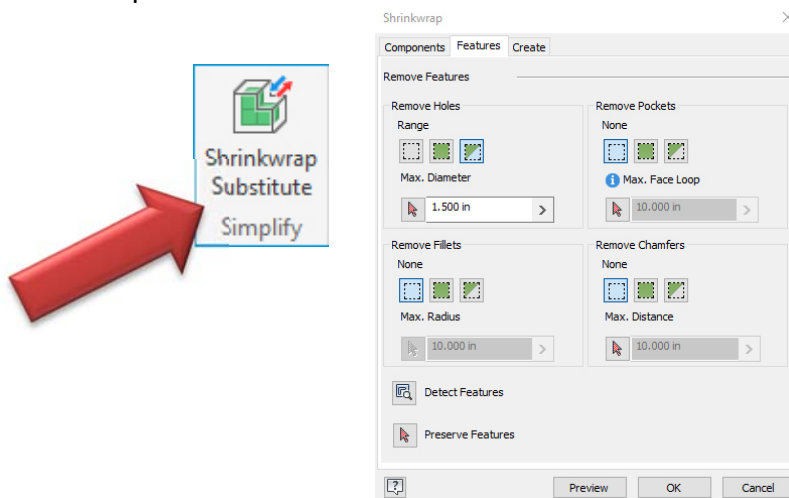 Shrinkwrap
Substitute
Simplify
Shrinkwrap
Components Features Create
Remove Features
Remove Holes
Range
Max. Diameter
1.500 in
Remove Pockets
None
Max. Face Loop
10.000 in
Remove Fillets
None
Max. Radius
10.000 in
Remove Chamfers
None
Max. Distance
10.000 in
Detect Features
Preserve Features
Preview OK Cancel